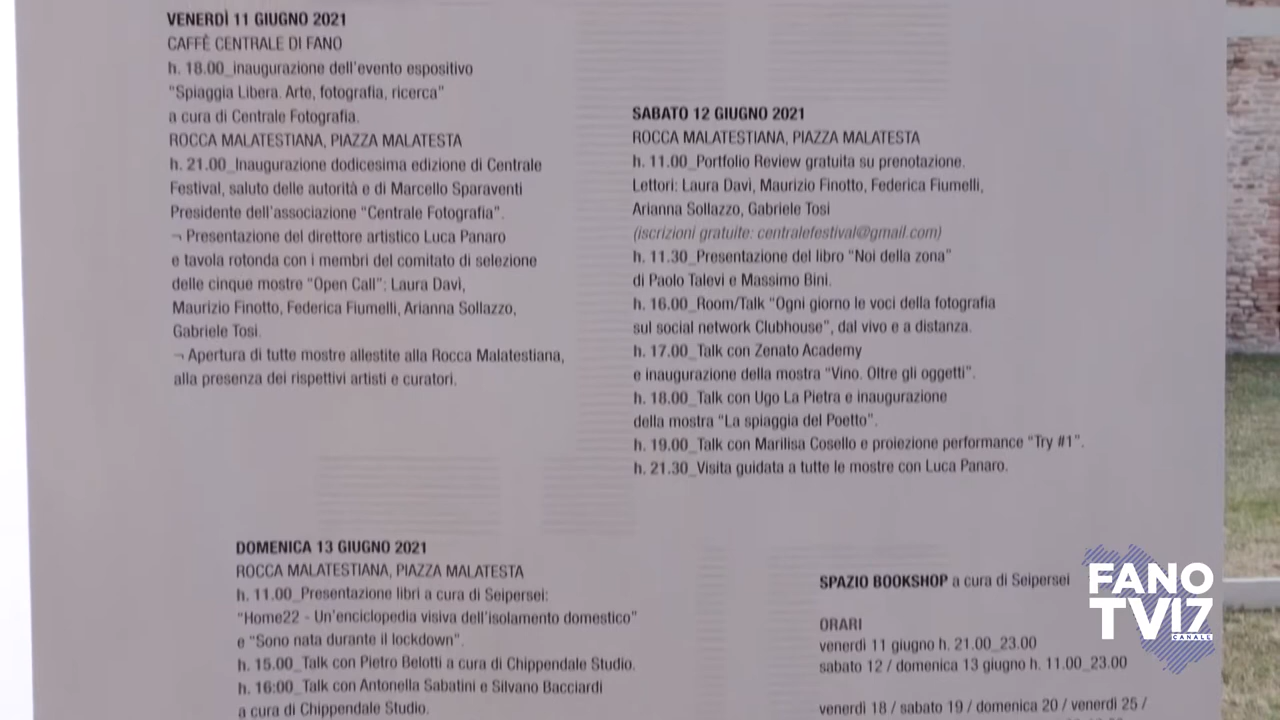 VENERDÌ 11 GIUGNO 2021
CAFFÈ CENTRALE DI FANO
h. 18.00_inaugurazione dell'evento espositivo
"Spiaggia Libera. Arte, fotografia, ricerca"
a cura di Centrale Fotografia.
ROCCA MALATESTIANA, PIAZZA MALATESTA
h. 21.00_Inaugurazione dodicesima edizione di Centrale
Festival, saluto delle autorità e di Marcello Sparaventi
Presidente dell'associazione "Centrale Fotografia".
¬ Presentazione del direttore artistico Luca Panaro
e tavola rotonda con i membri del comitato di selezione
delle cinque mostre "Open Call": Laura Davì,
Maurizio Finotto, Federica Fiumelli, Arianna Sollazzo,
Gabriele Tosi.
¬ Apertura di tutte mostre allestite alla Rocca Malatestiana,
alla presenza dei rispettivi artisti e curatori.
SABATO 12 GIUGNO 2021
ROCCA MALATESTIANA, PIAZZA MALATESTA
h. 11.00_Portfolio Review gratuita su prenotazione.
Lettori: Laura Davì, Maurizio Finotto, Federica Fiumelli,
Arianna Sollazzo, Gabriele Tosi
(iscrizioni gratuite: centralefestival@gmail.com)
h. 11.30_Presentazione del libro "Noi della zona"
di Paolo Talevi e Massimo Bini.
h. 16.00_Room/Talk "Ogni giorno le voci della fotografia
sul social network Clubhouse", dal vivo e a distanza.
h. 17.00_Talk con Zenato Academy
e inaugurazione della mostra "Vino. Oltre gli oggetti".
h. 18.00_Talk con Ugo La Pietra e inaugurazione
della mostra "La spiaggia del Poetto".
h. 19.00_Talk con Marilisa Cosello e proiezione performance "Try #1".
h. 21.30_Visita guidata a tutte le mostre con Luca Panaro.
DOMENICA 13 GIUGNO 2021
ROCCA MALATESTIANA, PIAZZA MALATESTA
h. 11.00_Presentazione libri a cura di Seipersei:
"Home22 - Un'enciclopedia visiva dell'isolamento domestico"
e "Sono nata durante il lockdown".
h. 15.00_Talk con Pietro Belotti a cura di Chippendale Studio.
h. 16:00_Talk con Antonella Sabatini e Silvano Bacciardi
a cura di Chippendale Studio.
SPAZIO BOOKSHOP a cura di Seipersei
ORARI
venerdì 11 giugno h. 21.00_23.00
sabato 12 / domenica 13 giugno h. 11.00_23.00
venerdì 18 / sabato 19 / domenica 20 / venerdì 25 /
FANO
TV17
CANALE